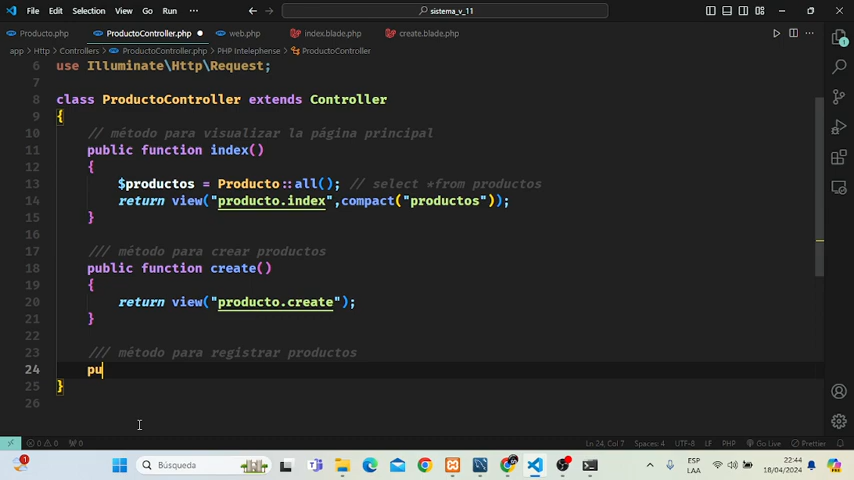 File Edit Selection View Go Run ··· sistema_v_11
Producto.php ProductoController.php web.php index.blade.php create.blade.php
app > Http > Controllers > ProductoController.php > PHP Intelephense > ProductoController
6 use Illuminate\Http\Request;
7
8 class ProductoController extends Controller
9 {
10 // método para visualizar la página principal
11 public function index()
12 {
13 $productos = Producto::all(); // select *from productos
14 return view("producto.index",compact("productos"));
15 }
16
17 /// método para crear productos
18 public function create()
19 {
20 return view("producto.create");
21 }
22
23 /// método para registrar productos
24 pu
25 }
26
0 0 0 Ln 24, Col 7 Spaces: 4 UTF-8 LF PHP Go Live Prettier
1 Búsqueda ESP 22:44
LAA 18/04/2024